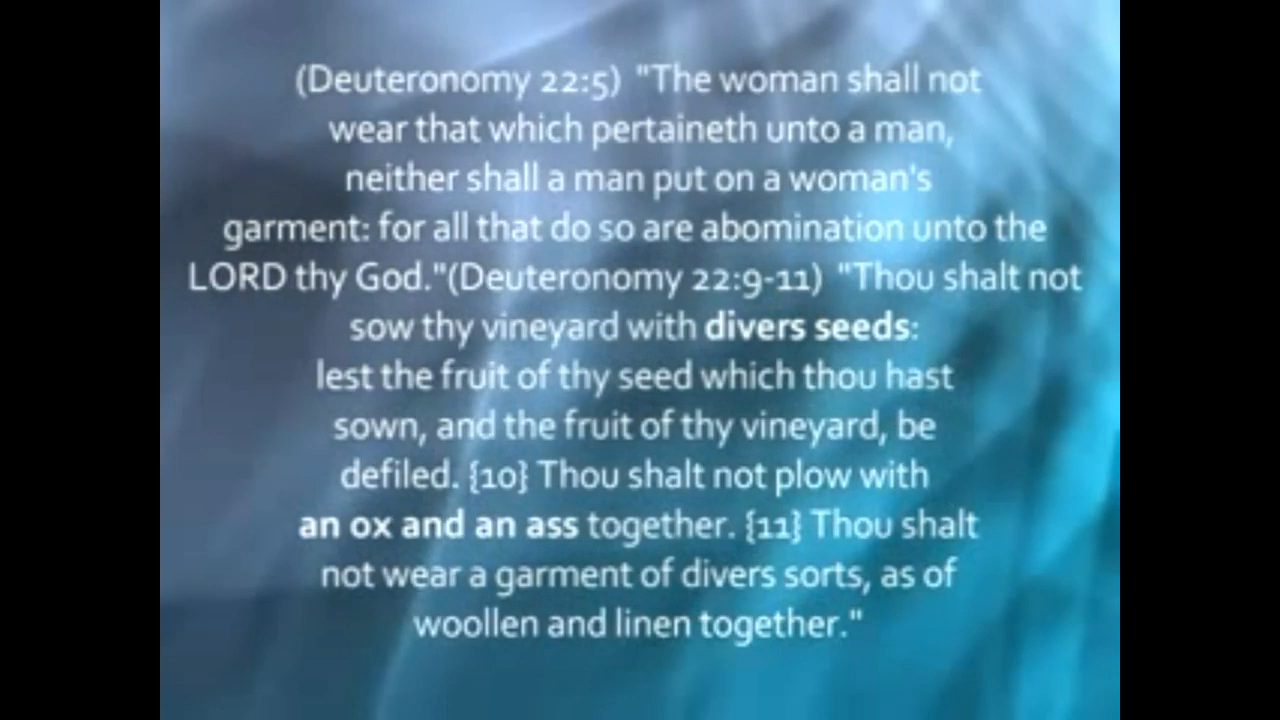 (Deuteronomy 22:5)  "The woman shall not
wear that which pertaineth unto a man,
neither shall a man put on a woman's
garment: for all that do so are abomination unto the
LORD thy God."(Deuteronomy 22:9-11)  "Thou shalt not
sow thy vineyard with divers seeds:
lest the fruit of thy seed which thou hast
sown, and the fruit of thy vineyard, be
defiled. {10} Thou shalt not plow with
an ox and an ass together. {11} Thou shalt
not wear a garment of divers sorts, as of
woollen and linen together."